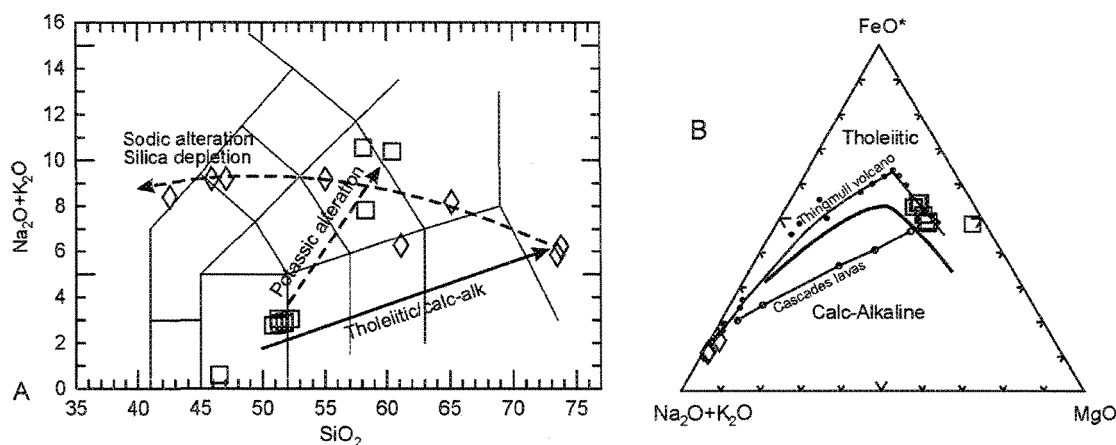 16
14
12
10
8
6
4
2
0
Na₂O+K₂O
Sodic alteration
Silica depletion
Potassic alteration
Tholeiitic/calc-alk
A
35 40 45 50 55 60 65 70 75
SiO₂
FeO*
B
Tholeiitic
Thingmull volcano
Cascades lavas
Calc-Alkaline
Na₂O+K₂O
MgO